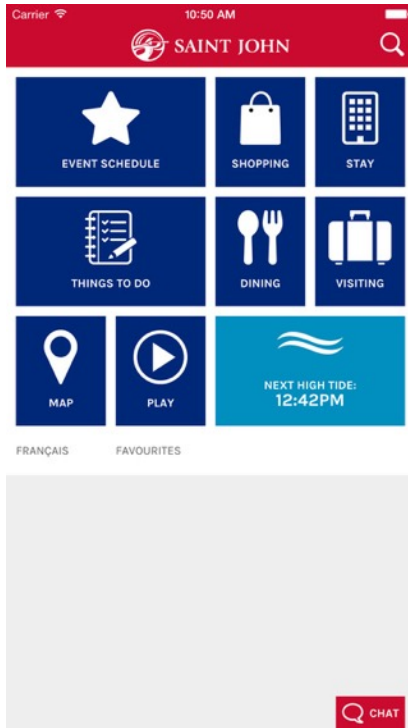 Carrier 10:50 AM
SAINT JOHN
EVENT SCHEDULE
SHOPPING
STAY
THINGS TO DO
DINING
VISITING
MAP
PLAY
NEXT HIGH TIDE:
12:42PM
FRANÇAIS
FAVOURITES
CHAT